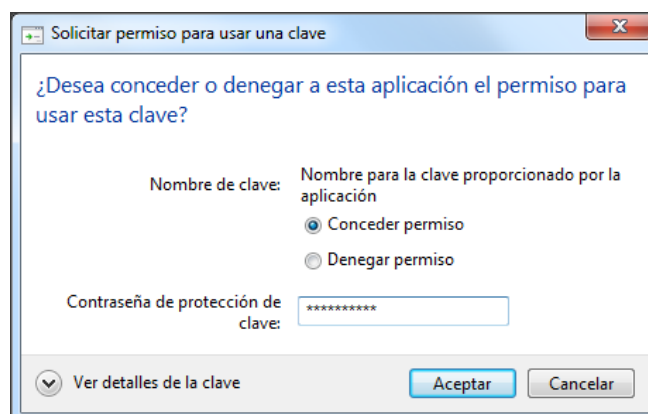 Solicitar permiso para usar una clave
¿Desea conceder o denegar a esta aplicación el permiso para
usar esta clave?
Nombre de clave:
Nombre para la clave proporcionado por la
aplicación
Conceder permiso
Denegar permiso
Contraseña de protección de
clave:
**********
Ver detalles de la clave
Aceptar
Cancelar